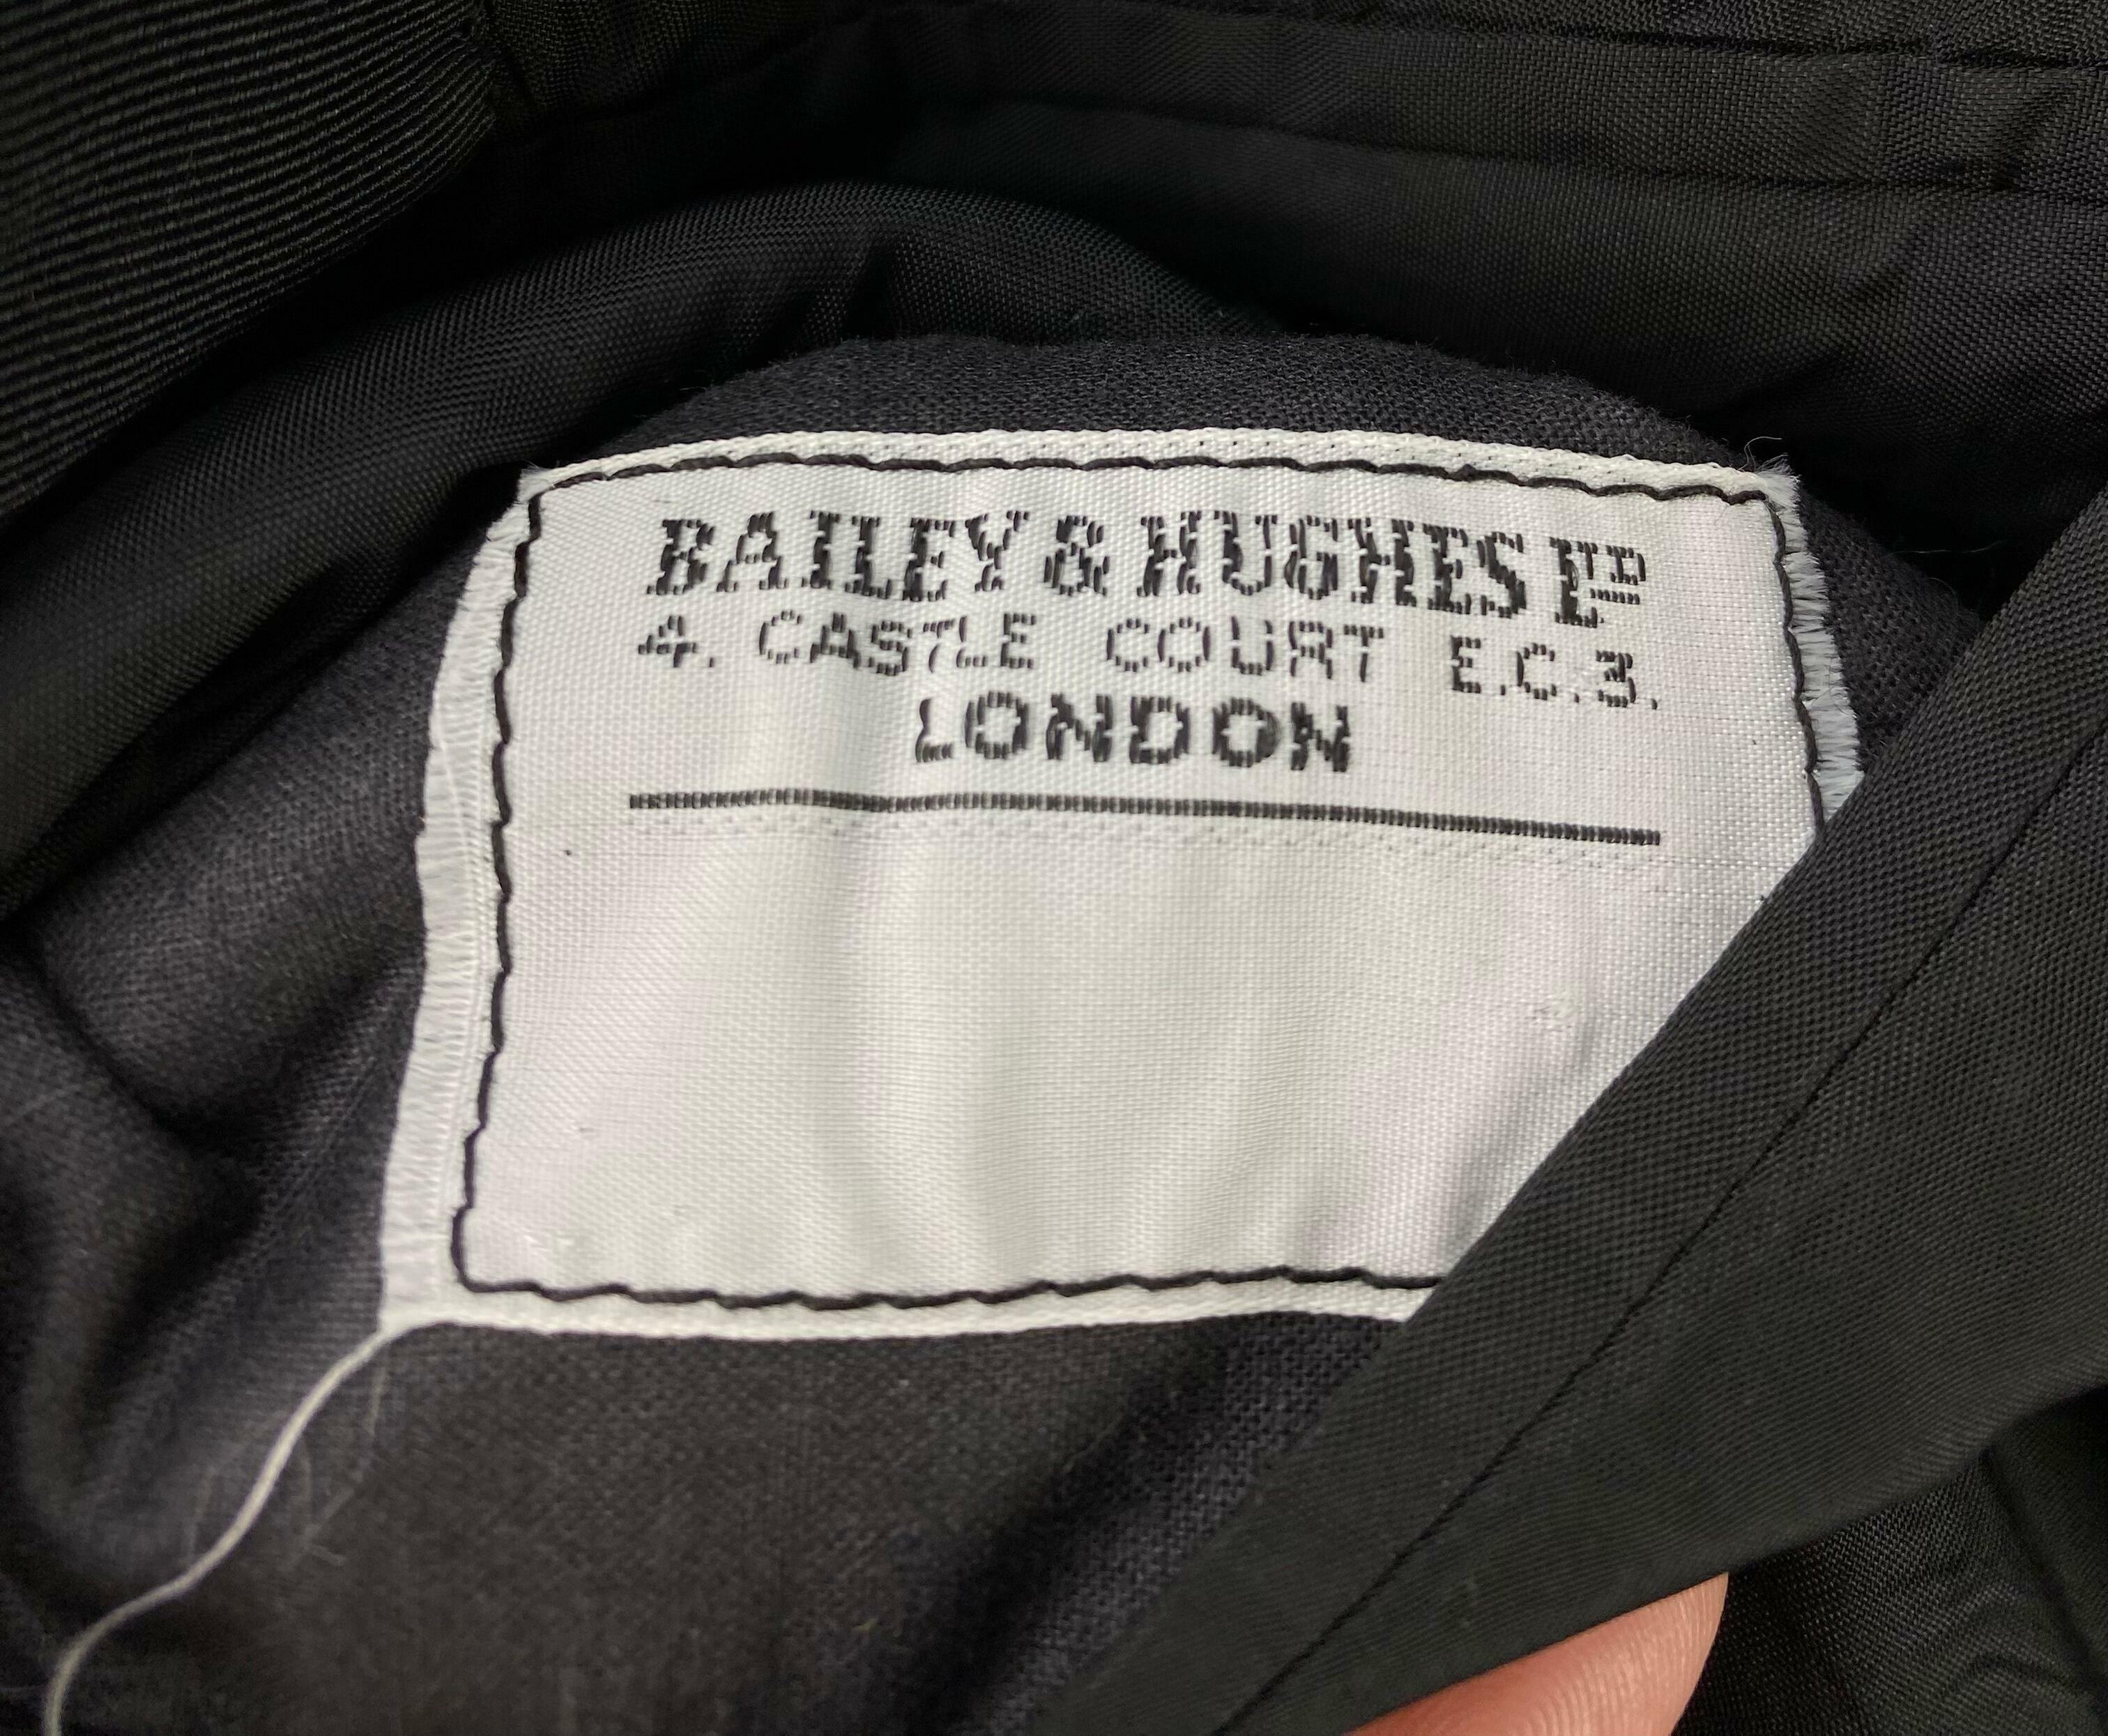 BAILEY & HUGHES LTD
4. CASTLE COURT E.C.3.
LONDON